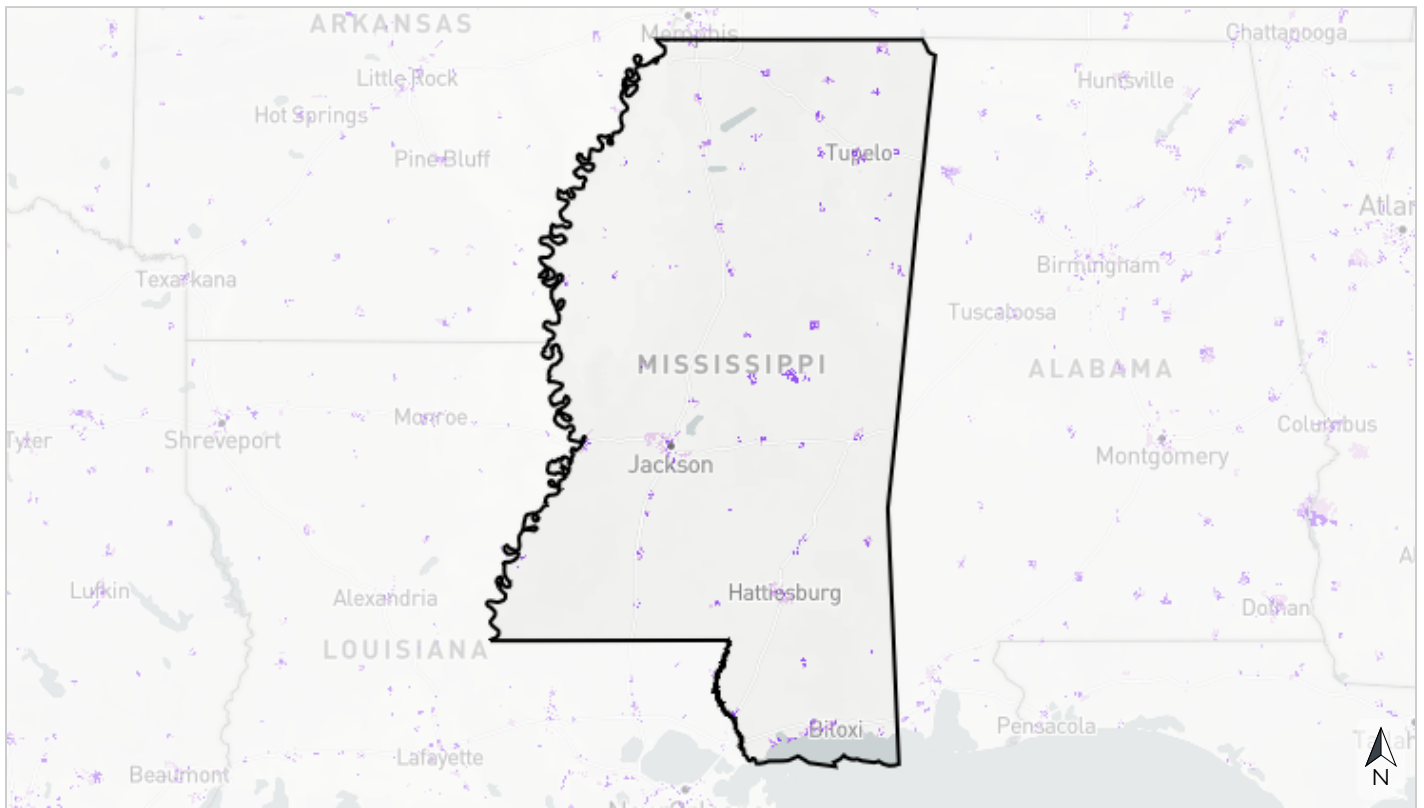 ARKANSAS
Memphis
Chattanooga
Little Rock
Huntsville
Hot Springs
Pine Bluff
Tupelo
Atlan
Birmingham
Texarkana
Tuscaloosa
MISSISSIPPI
ALABAMA
Monroe
Columbus
Tyler
Shreveport
Montgomery
Jackson
Lufkin
Alexandria
Hattiesburg
Dothan
LOUISIANA
Pensacola
Biloxi
Lafayette
Beaumont
N